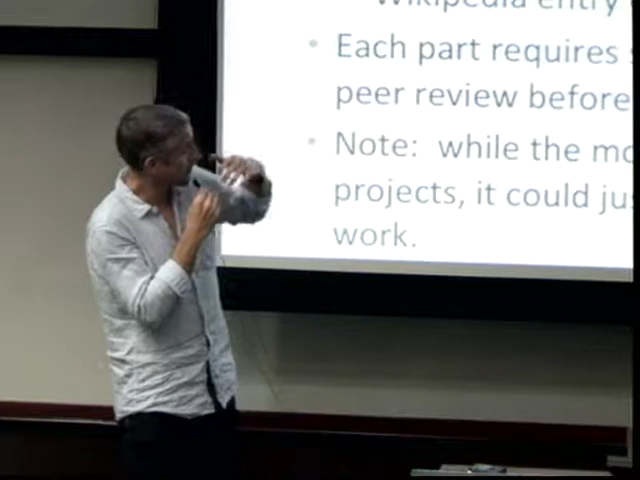 Wikipedia entry
Each part requires
peer review before
Note: while the mo
projects, it could ju
work.